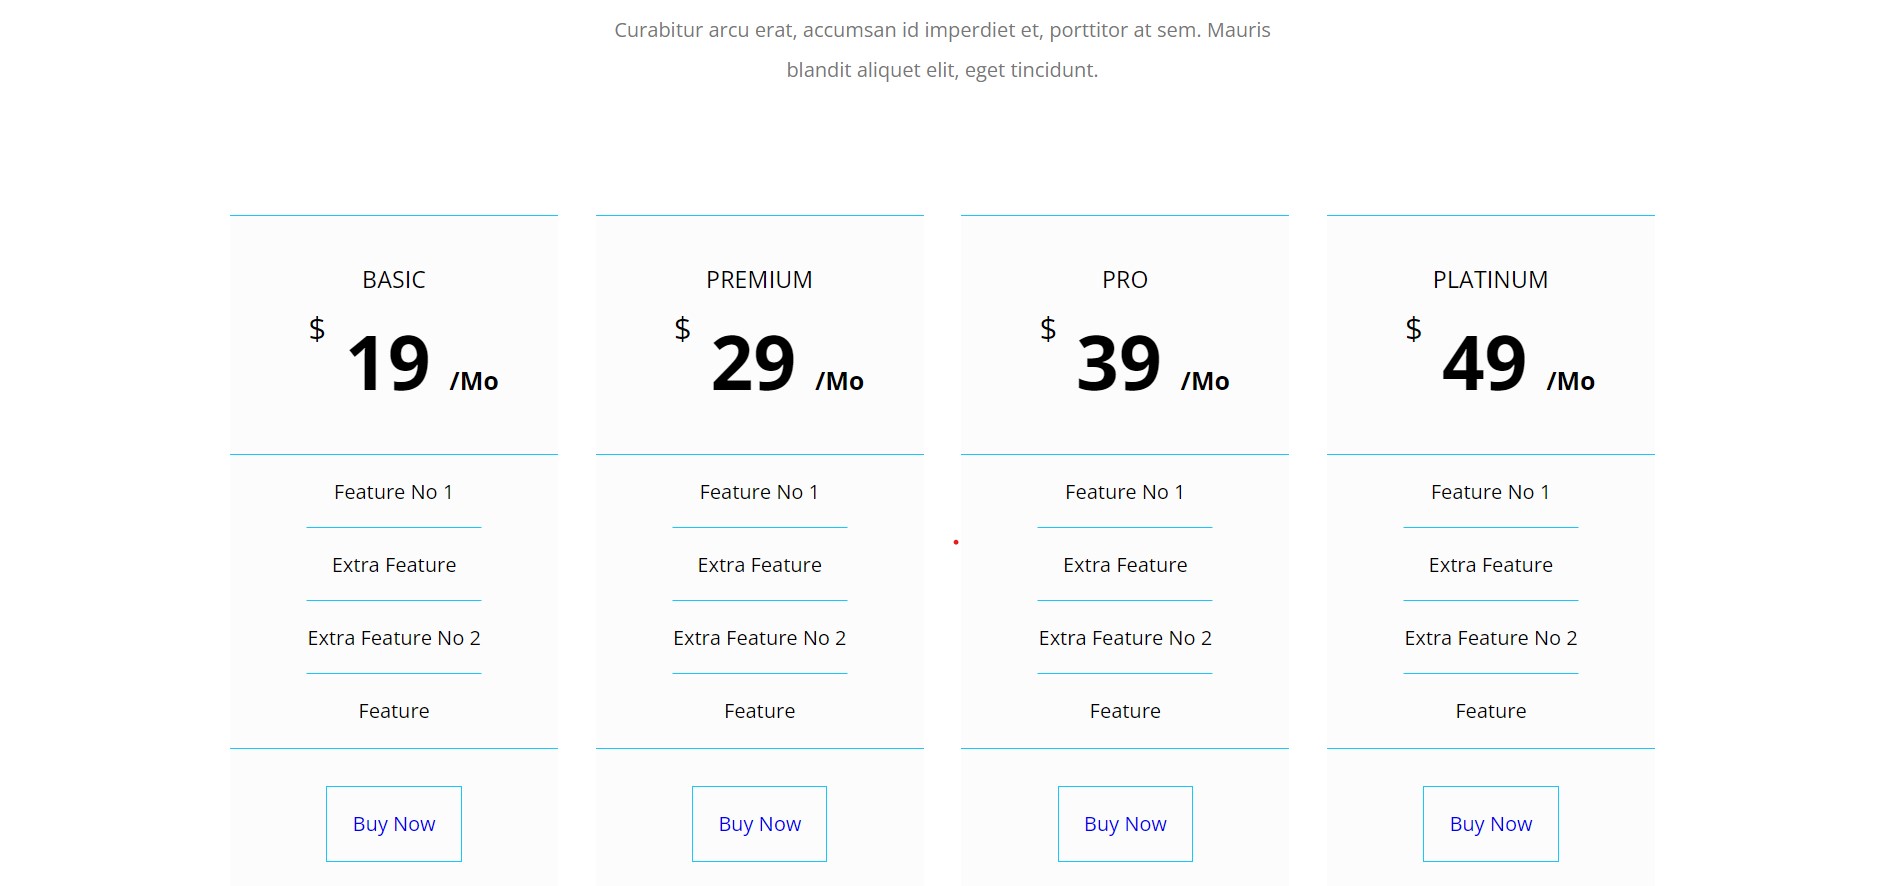 Curabitur arcu erat, accumsan id imperdiet et, porttitor at sem. Mauris
blandit aliquet elit, eget tincidunt.
BASIC
$ 19 /Mo
Feature No 1
Extra Feature
Extra Feature No 2
Feature
Buy Now
PREMIUM
$ 29 /Mo
Feature No 1
Extra Feature
Extra Feature No 2
Feature
Buy Now
PRO
$ 39 /Mo
Feature No 1
Extra Feature
Extra Feature No 2
Feature
Buy Now
PLATINUM
$ 49 /Mo
Feature No 1
Extra Feature
Extra Feature No 2
Feature
Buy Now